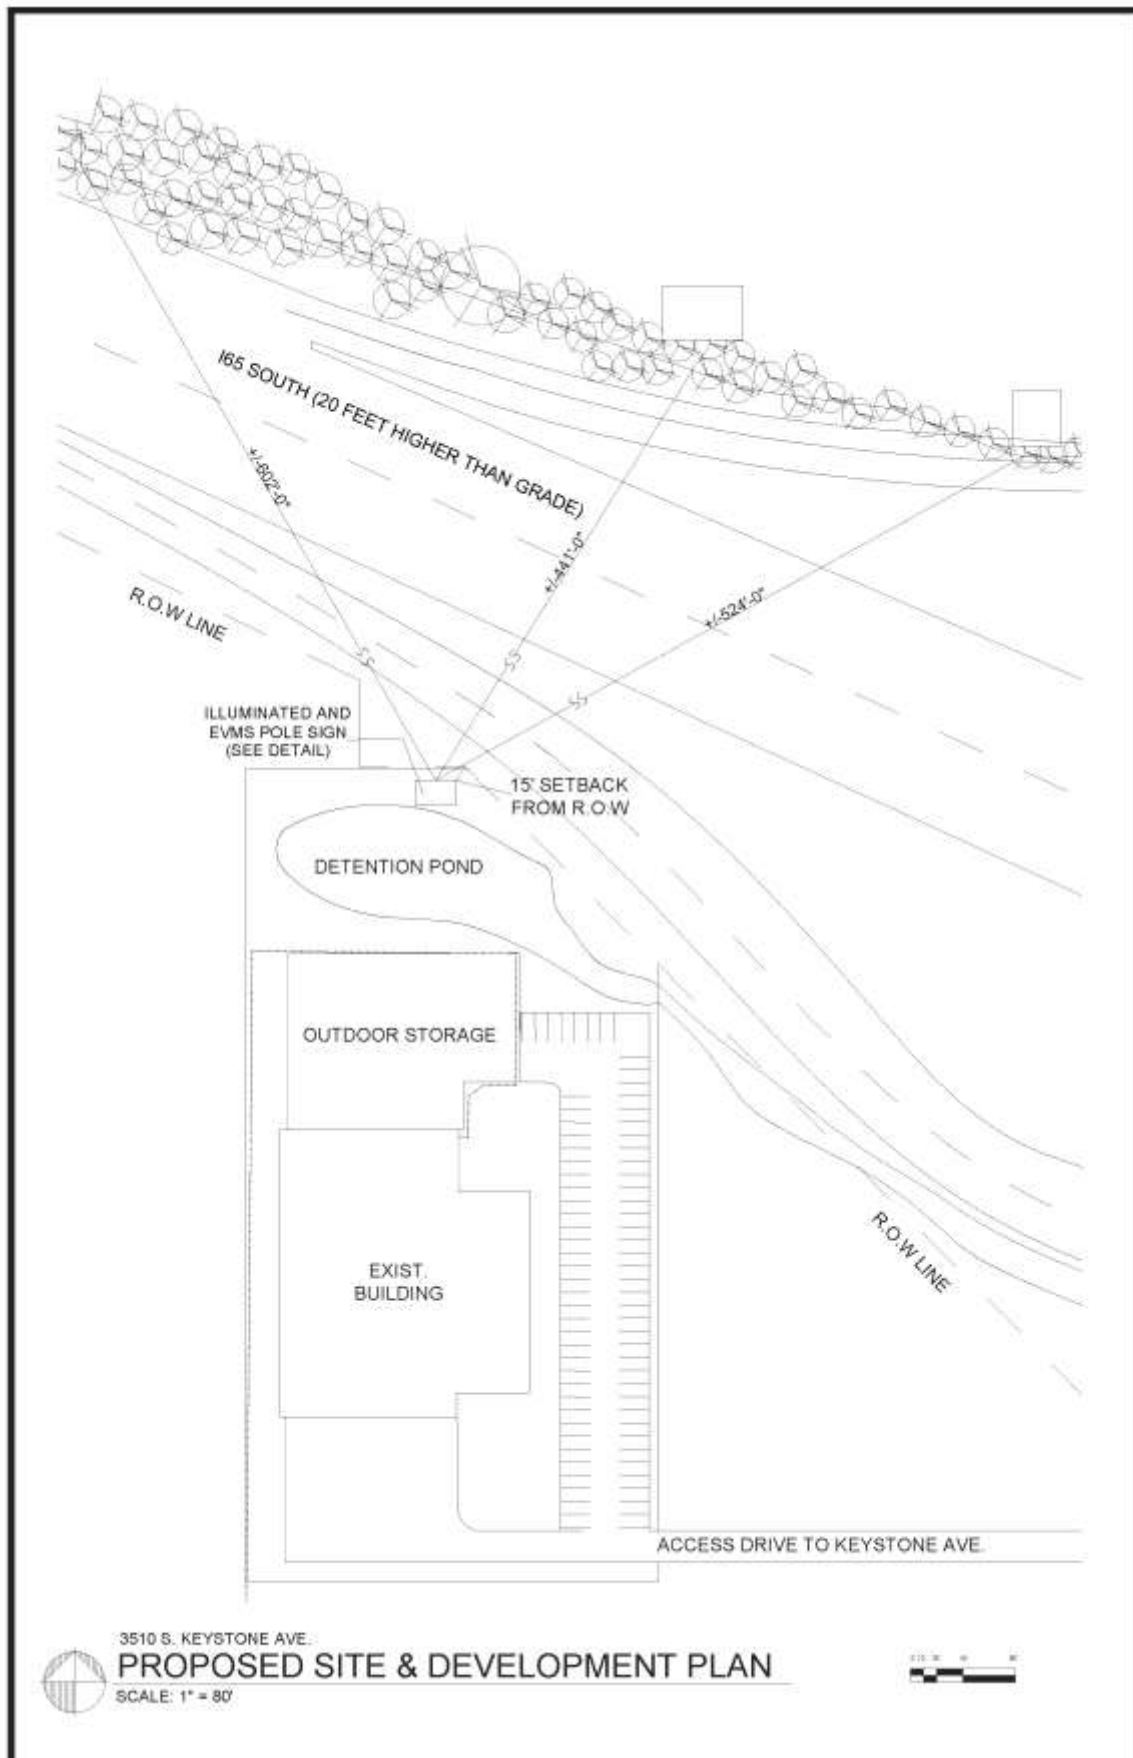 I65 SOUTH (20 FEET HIGHER THAN GRADE)
+/-602'-0"
+/-441'-0"
+/-524'-0"
R.O.W LINE
ILLUMINATED AND
EVMS POLE SIGN
(SEE DETAIL)
15' SETBACK
FROM R.O.W
DETENTION POND
OUTDOOR STORAGE
EXIST.
BUILDING
R.O.W LINE
ACCESS DRIVE TO KEYSTONE AVE.
3510 S. KEYSTONE AVE.
PROPOSED SITE & DEVELOPMENT PLAN
SCALE: 1" = 80'